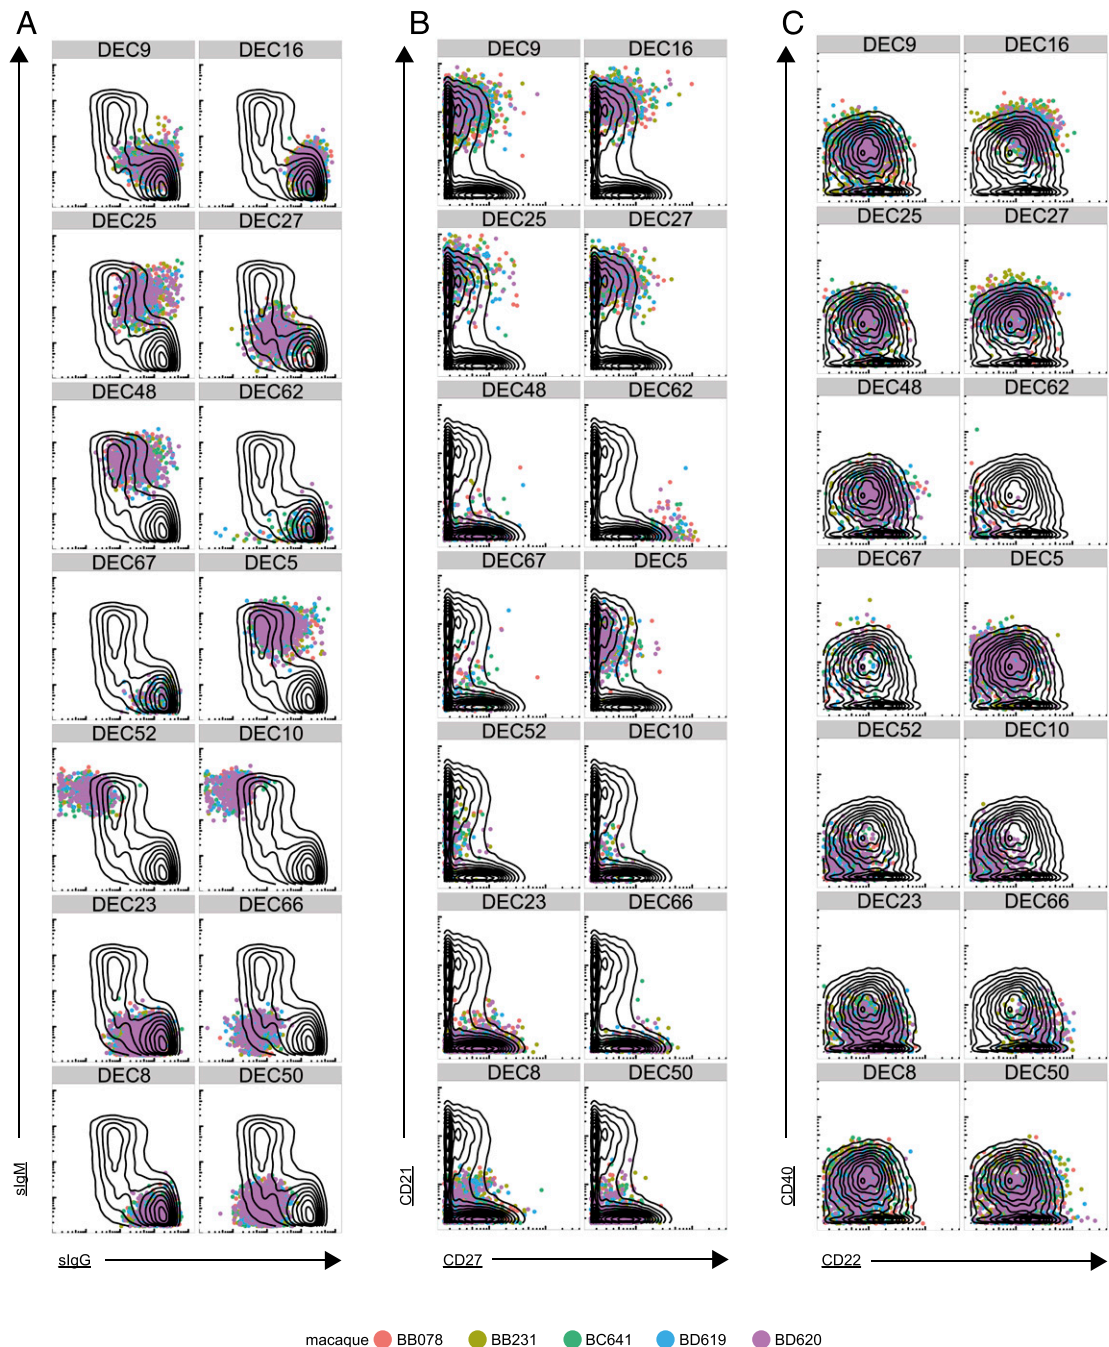 A B C
DEC9 DEC16 DEC9 DEC16 DEC9 DEC16
DEC25 DEC27 DEC25 DEC27 DEC25 DEC27
DEC48 DEC62 DEC48 DEC62 DEC48 DEC62
DEC67 DEC5 DEC67 DEC5 DEC67 DEC5
DEC52 DEC10 DEC52 DEC10 DEC52 DEC10
DEC23 DEC66 DEC23 DEC66 DEC23 DEC66
DEC8 DEC50 DEC8 DEC50 DEC8 DEC50
sIgM CD21 CD40
sIgG CD27 CD22
macaque BB078 BB231 BC641 BD619 BD620